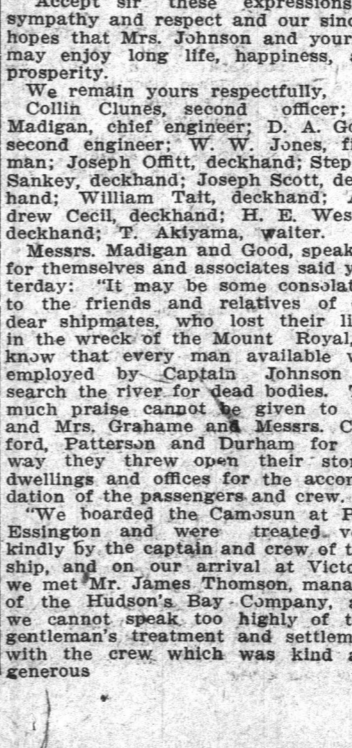 Accept sir these expressions
sympathy and respect and our sinc
hopes that Mrs. Johnson and your
may enjoy long life, happiness,
prosperity.
We remain yours respectfully,
Collin Clunes, second officer;
Madigan, chief engineer; D. A. Go
second engineer; W. W. Jones, fi
man; Joseph Offitt, deckhand; Step
Sankey, deckhand; Joseph Scott, de
hand; William Tait, deckhand; A
drew Cecil, deckhand; H. E. Wes
deckhand; T. Akiyama, waiter.
Messrs. Madigan and Good, speak
for themselves and associates said y
terday: "It may be some consolat
to the friends and relatives of
dear shipmates, who lost their li
in the wreck of the Mount Royal,
know that every man available w
employed by Captain Johnson
search the river for dead bodies. T
much praise cannot be given to
and Mrs. Grahame and Messrs. C
ford, Patterson and Durham for
way they threw open their stor
dwellings and offices for the accom
dation of the passengers and crew.
"We boarded the Camosun at P
Essington and were treated v
kindly by the captain and crew of t
ship, and on our arrival at Victo
we met Mr. James Thomson, mana
of the Hudson's Bay Company, a
we cannot speak too highly of t
gentleman's treatment and settlem
with the crew which was kind a
generous